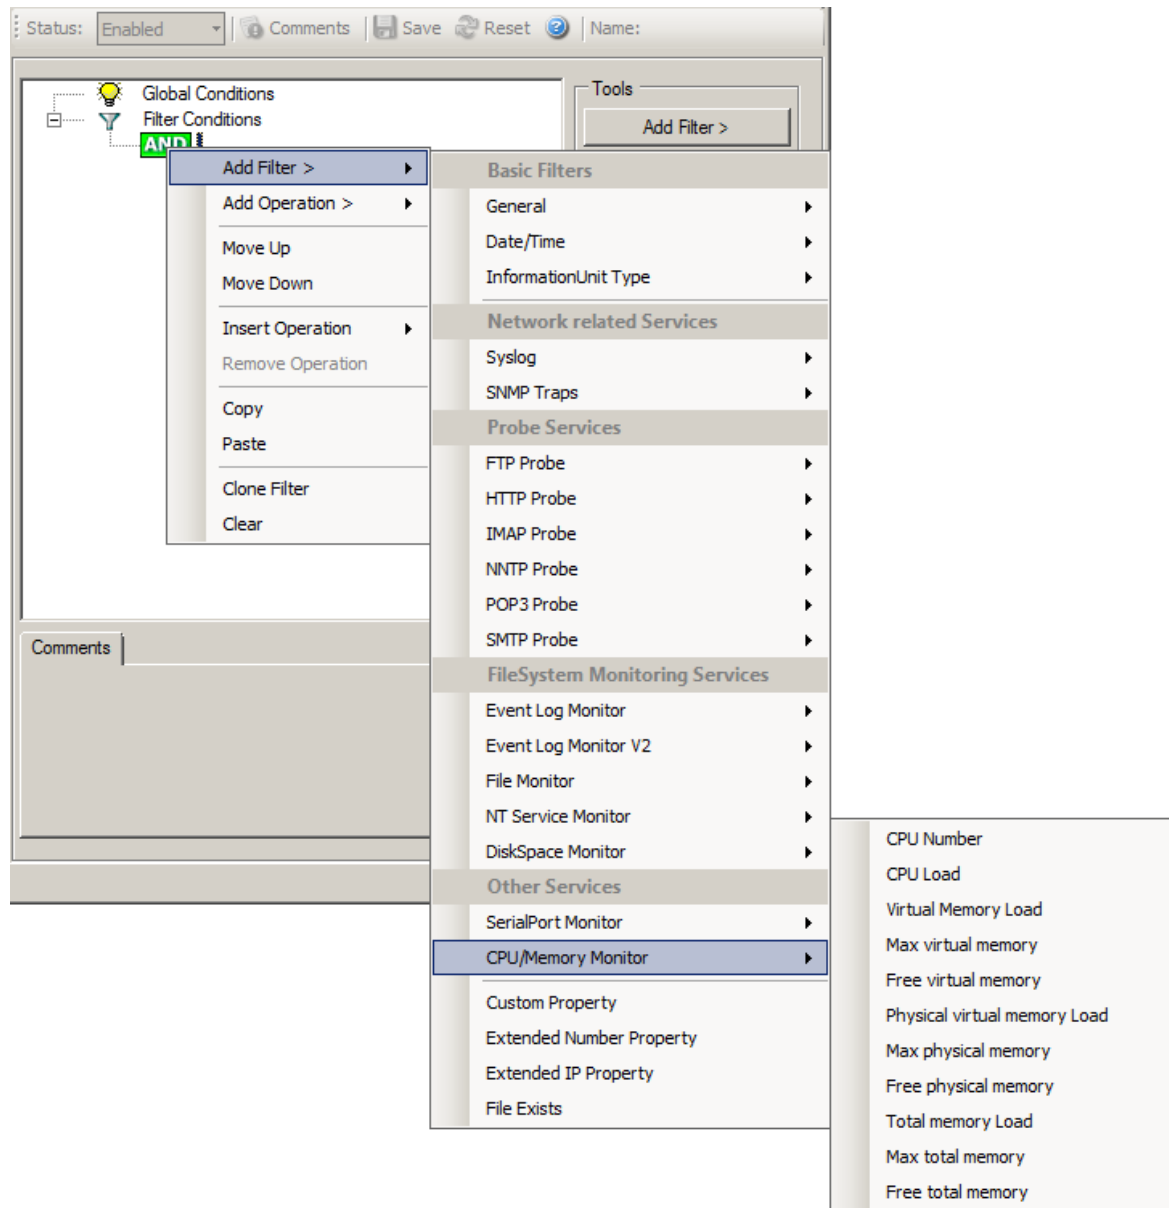 Status: Enabled Comments Save Reset Name:
Global Conditions
Filter Conditions
AND
Tools
Add Filter >
Add Filter >
Add Operation >
Move Up
Move Down
Insert Operation
Remove Operation
Copy
Paste
Clone Filter
Clear
Basic Filters
General
Date/Time
InformationUnit Type
Network related Services
Syslog
SNMP Traps
Probe Services
FTP Probe
HTTP Probe
IMAP Probe
NNTP Probe
POP3 Probe
SMTP Probe
FileSystem Monitoring Services
Event Log Monitor
Event Log Monitor V2
File Monitor
NT Service Monitor
DiskSpace Monitor
Other Services
SerialPort Monitor
CPU/Memory Monitor
Custom Property
Extended Number Property
Extended IP Property
File Exists
CPU Number
CPU Load
Virtual Memory Load
Max virtual memory
Free virtual memory
Physical virtual memory Load
Max physical memory
Free physical memory
Total memory Load
Max total memory
Free total memory
Comments